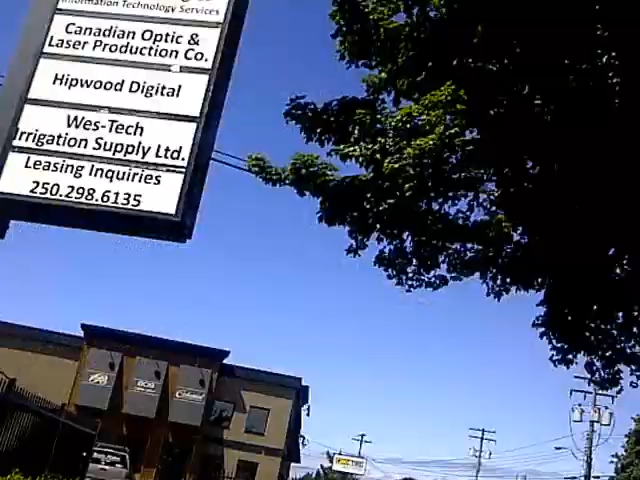 Information Technology Services
Canadian Optic &
Laser Production Co.
Hipwood Digital
Wes-Tech
Irrigation Supply Ltd.
Leasing Inquiries
250.298.6135